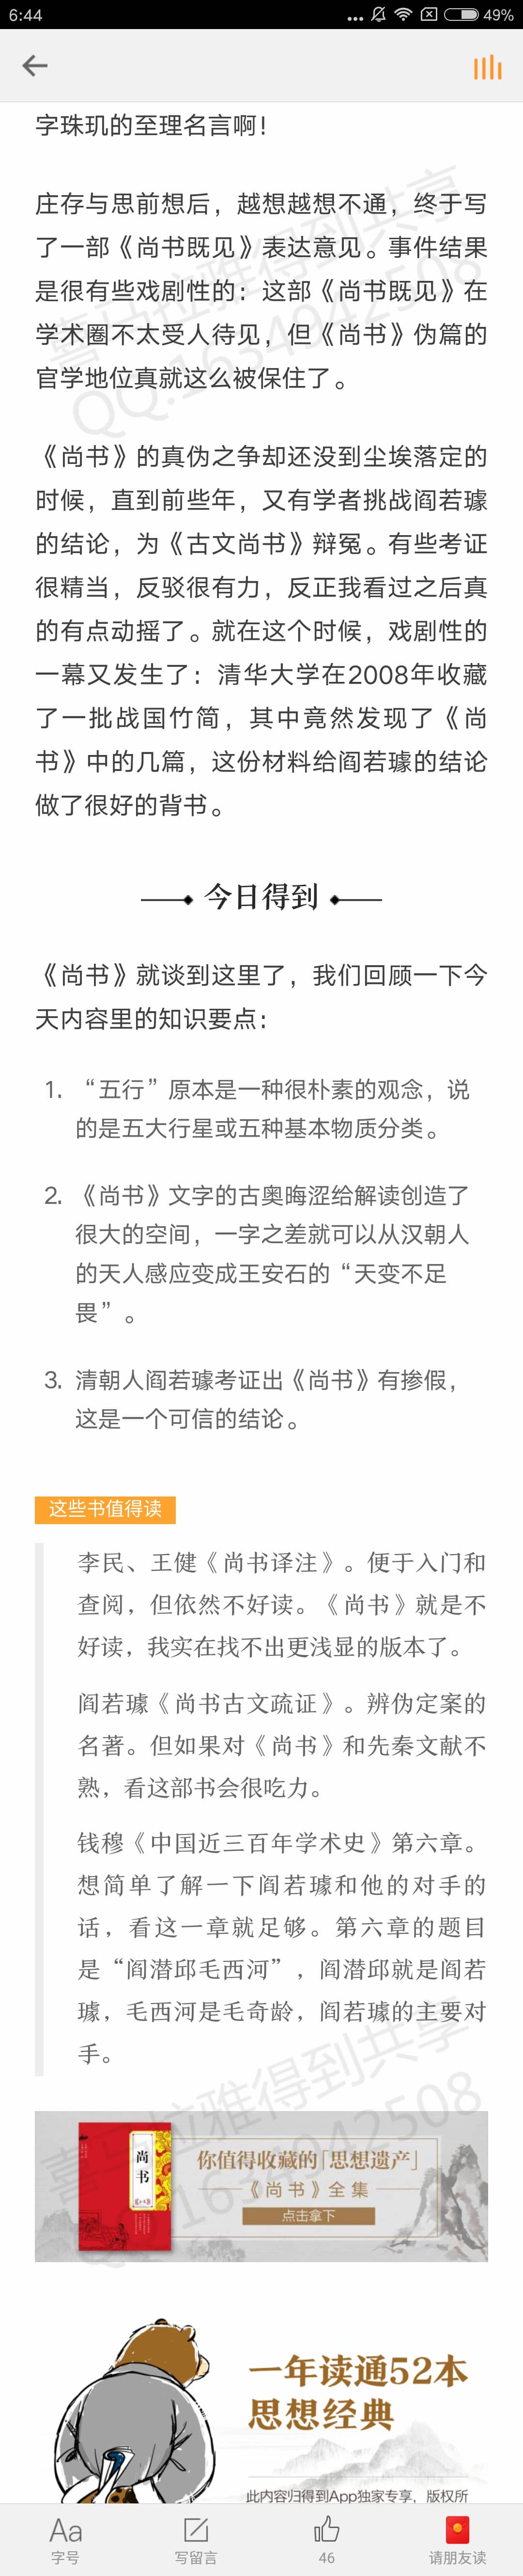 6:44
49%
字珠玑的至理名言啊！
庄存与思前想后，越想越想不通，终于写
了一部《尚书既见》表达意见。事件结果
是很有些戏剧性的：这部《尚书既见》在
学术圈不太受人待见，但《尚书》伪篇的
官学地位真就这么被保住了。
喜马拉雅得到共享
QQ:1634942508
《尚书》的真伪之争却还没到尘埃落定的
时候，直到前些年，又有学者挑战阎若璩
的结论，为《古文尚书》辩冤。有些考证
很精当，反驳很有力，反正我看过之后真
的有点动摇了。就在这个时候，戏剧性的
一幕又发生了：清华大学在2008年收藏
了一批战国竹简，其中竟然发现了《尚
书》中的几篇，这份材料给阎若璩的结论
做了很好的背书。
今日得到
《尚书》就谈到这里了，我们回顾一下今
天内容里的知识要点：
1. “五行”原本是一种很朴素的观念，说
的是五大行星或五种基本物质分类。
2. 《尚书》文字的古奥晦涩给解读创造了
很大的空间，一字之差就可以从汉朝人
的天人感应变成王安石的“天变不足
畏”。
3. 清朝人阎若璩考证出《尚书》有掺假，
这是一个可信的结论。
这些书值得读
李民、王健《尚书译注》。便于入门和
查阅，但依然不好读。《尚书》就是不
好读，我实在找不出更浅显的版本了。
阎若璩《尚书古文疏证》。辨伪定案的
名著。但如果对《尚书》和先秦文献不
熟，看这部书会很吃力。
钱穆《中国近三百年学术史》第六章。
想简单了解一下阎若璩和他的对手的
话，看这一章就足够。第六章的题目
是“阎潜邱毛西河”，阎潜邱就是阎若
璩，毛西河是毛奇龄，阎若璩的主要对
手。
喜马拉雅得到共享
1634942508
尚书
你值得收藏的「思想遗产」
《尚书》全集
点击拿下
一年读通52本
思想经典
此内容归得到App独家专享，版权所
Aa
字号
写留言
46
请朋友读